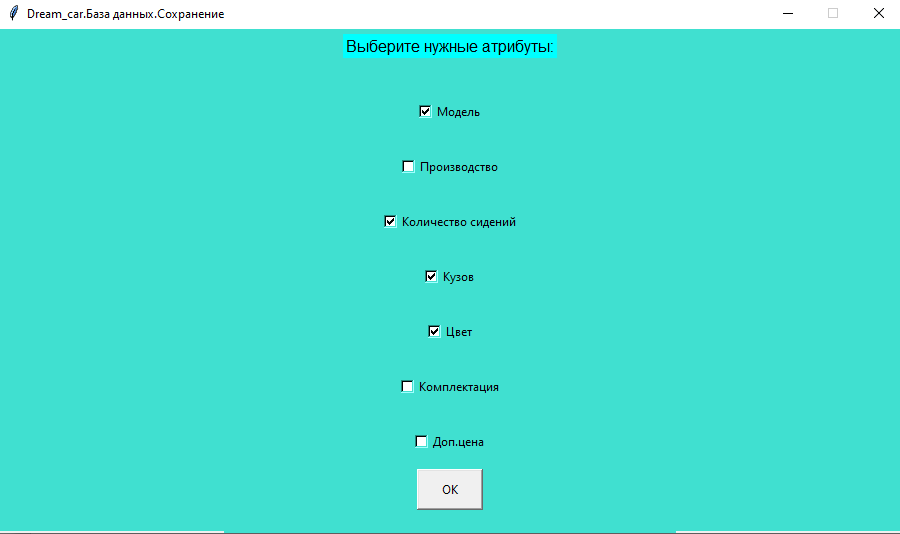 Dream_car.База данных.Сохранение
Выберите нужные атрибуты:
Модель
Производство
Количество сидений
Кузов
Цвет
Комплектация
Доп.цена
OK